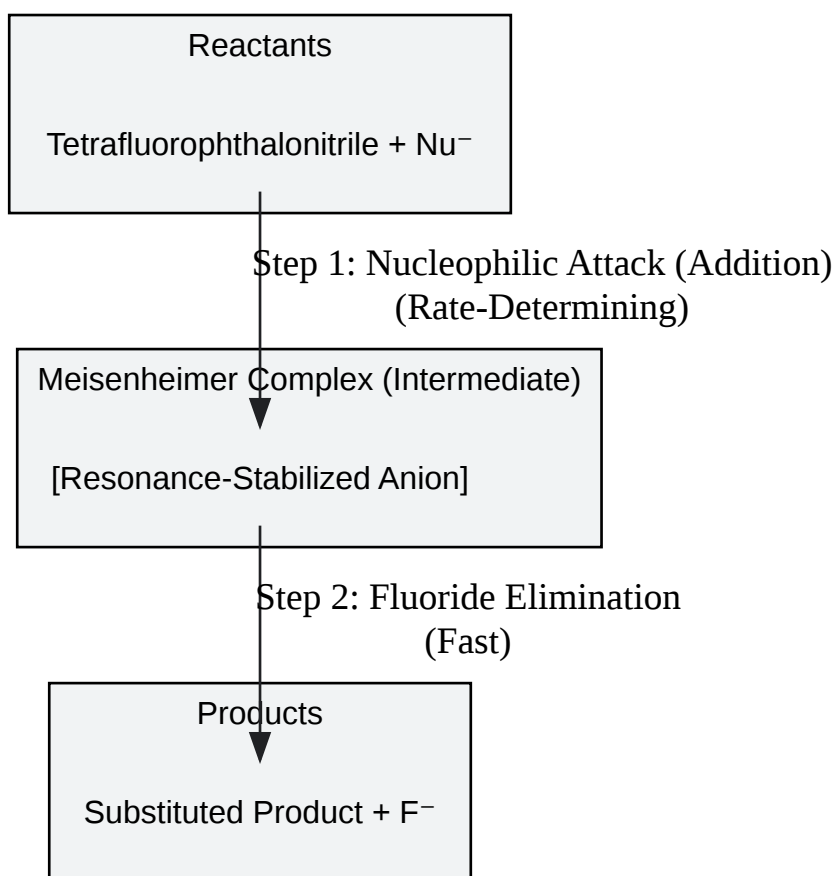 Reactants
Tetrafluorophthalonitrile + Nu⁻
Step 1: Nucleophilic Attack (Addition)
(Rate-Determining)
Meisenheimer Complex (Intermediate)
[Resonance-Stabilized Anion]
Step 2: Fluoride Elimination
(Fast)
Products
Substituted Product + F⁻